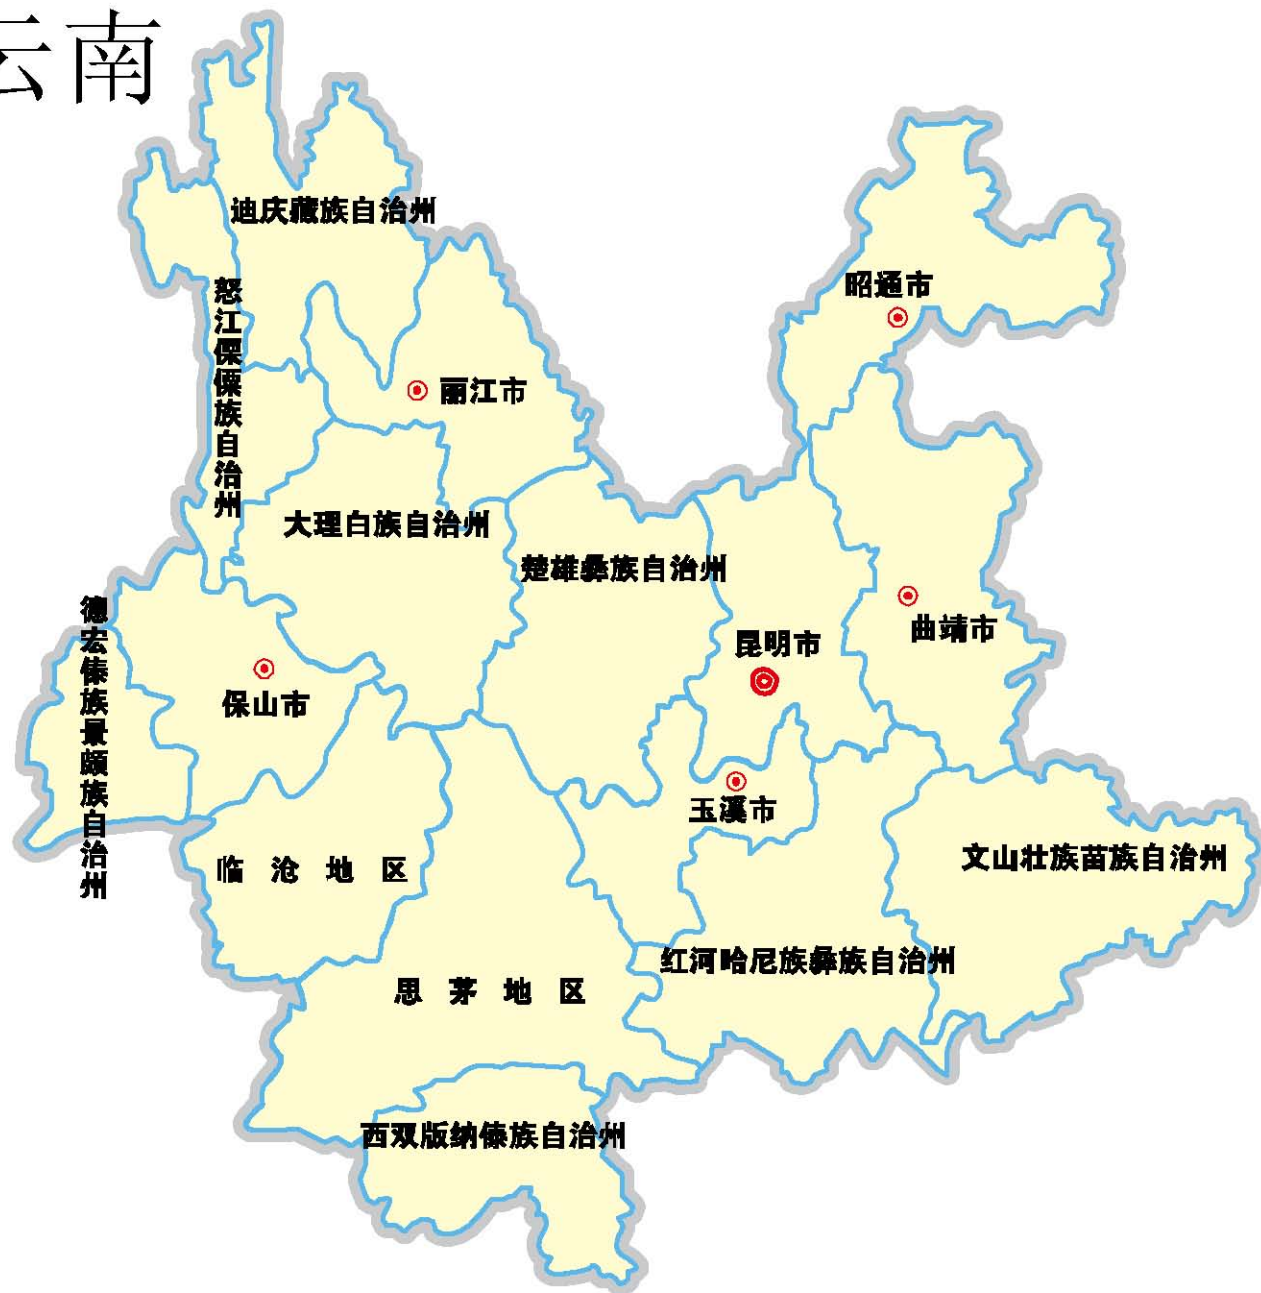 云南
迪庆藏族自治州
怒江傈僳族自治州
昭通市
丽江市
大理白族自治州
楚雄彝族自治州
德宏傣族景颇族自治州
曲靖市
昆明市
保山市
玉溪市
临沧地区
文山壮族苗族自治州
红河哈尼族彝族自治州
思茅地区
西双版纳傣族自治州